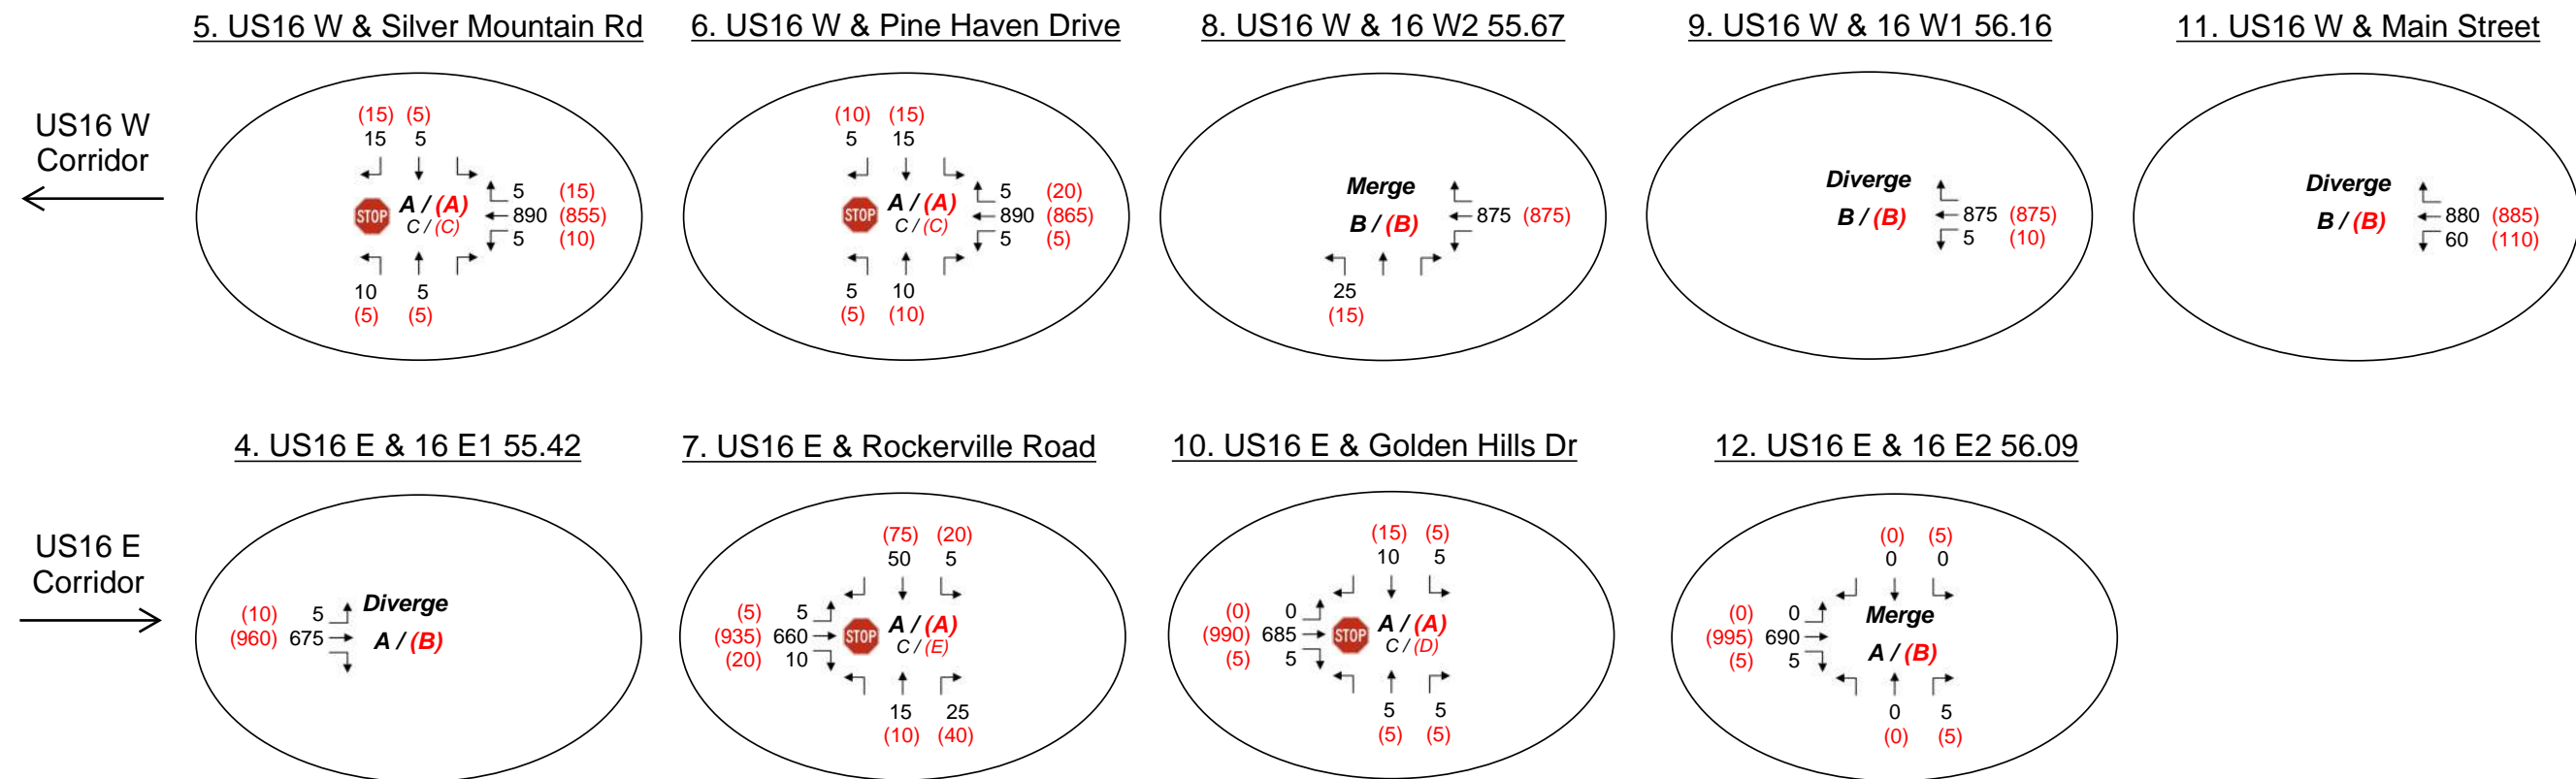 5. US16 W & Silver Mountain Rd
6. US16 W & Pine Haven Drive
8. US16 W & 16 W2 55.67
9. US16 W & 16 W1 56.16
11. US16 W & Main Street
US16 W
Corridor
(15) (5)
15 5
STOP
A / (A)
C / (C)
5 (15)
890 (855)
5 (10)
10 5
(5) (5)
(10) (15)
5 15
STOP
A / (A)
C / (C)
5 (20)
890 (865)
5 (5)
5 10
(5) (10)
Merge
B / (B)
875 (875)
25
(15)
Diverge
B / (B)
875 (875)
5 (10)
Diverge
B / (B)
880 (885)
60 (110)
4. US16 E & 16 E1 55.42
7. US16 E & Rockerville Road
10. US16 E & Golden Hills Dr
12. US16 E & 16 E2 56.09
US16 E
Corridor
(10) 5
(960) 675
Diverge
A / (B)
(75) (20)
50 5
(5) 5
(935) 660
(20) 10
STOP
A / (A)
C / (E)
15 25
(10) (40)
(15) (5)
10 5
(0) 0
(990) 685
(5) 5
STOP
A / (A)
C / (D)
5 5
(5) (5)
(0) (5)
0 0
(0) 0
(995) 690
(5) 5
Merge
A / (B)
0 5
(0) (5)